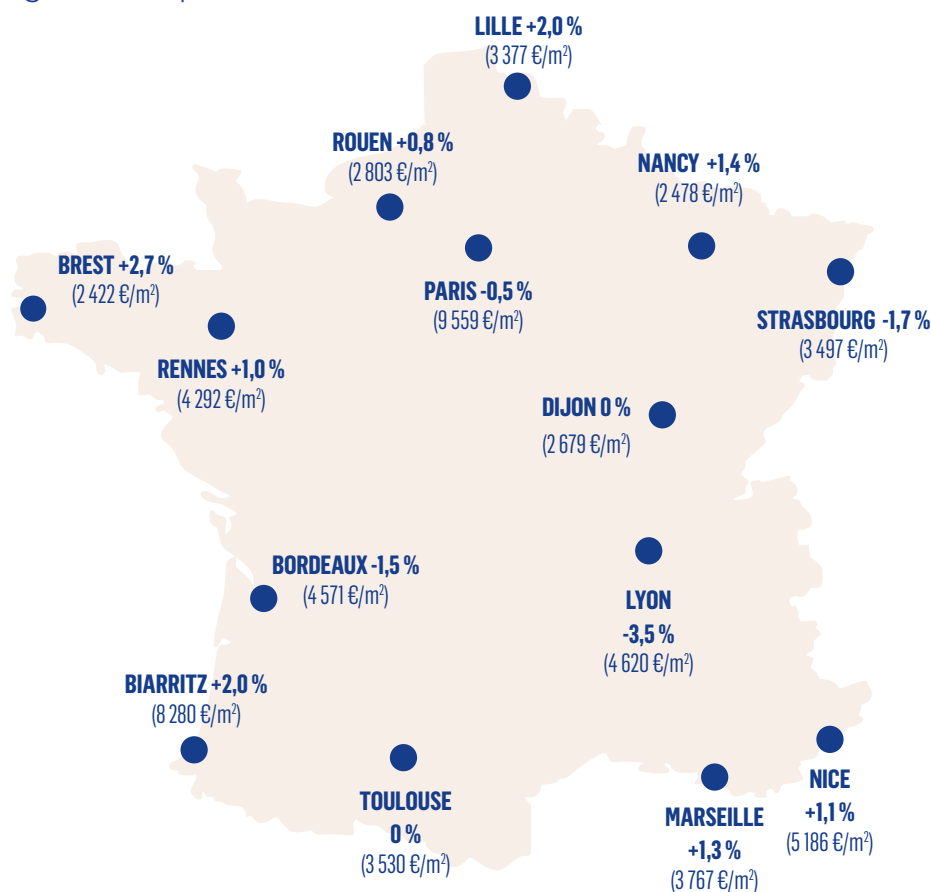 LILLE +2,0 %
(3 377 €/m²)
ROUEN +0,8 %
(2 803 €/m²)
NANCY +1,4 %
(2 478 €/m²)
BREST +2,7 %
(2 422 €/m²)
PARIS -0,5 %
(9 559 €/m²)
STRASBOURG -1,7 %
(3 497 €/m²)
RENNES +1,0 %
(4 292 €/m²)
DIJON 0 %
(2 679 €/m²)
BORDEAUX -1,5 %
(4 571 €/m²)
LYON
-3,5 %
(4 620 €/m²)
BIARRITZ +2,0 %
(8 280 €/m²)
TOULOUSE
0 %
(3 530 €/m²)
MARSEILLE
+1,3 %
(3 767 €/m²)
NICE
+1,1 %
(5 186 €/m²)